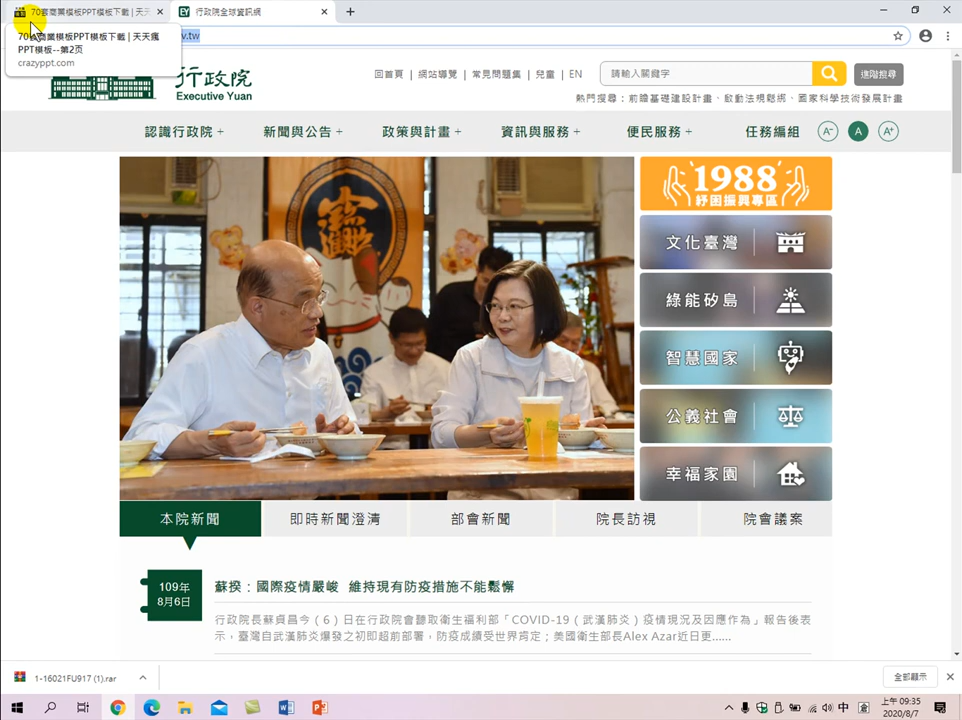 70套商業模板PPT模板下載 | 天天
行政院全球資訊網
70套商業模板PPT模板下載 | 天天瘋
PPT模板--第2页
crazyppt.com
v.tw
行政院
Executive Yuan
回首頁 | 網站導覽 | 常見問題集 | 兒童 | EN
請輸入關鍵字
進階搜尋
熱門搜尋：前瞻基礎建設計畫、啟動法規鬆綁、國家科學技術發展計畫
認識行政院 +
新聞與公告 +
政策與計畫 +
資訊與服務 +
便民服務 +
任務編組
A-
A
A+
1988
紓困振興專區
文化臺灣
綠能矽島
智慧國家
公義社會
幸福家園
本院新聞
即時新聞澄清
部會新聞
院長訪視
院會議案
109年
8月6日
蘇揆：國際疫情嚴峻 維持現有防疫措施不能鬆懈
行政院長蘇貞昌今（6）日在行政院會聽取衛生福利部「COVID-19（武漢肺炎）疫情現況及因應作為」報告後表
示，臺灣自武漢肺炎爆發之初即超前部署，防疫成績受世界肯定；美國衛生部長Alex Azar近日更......
1-16021FU917 (1).rar
全部顯示
中
上午 09:35
2020/8/7